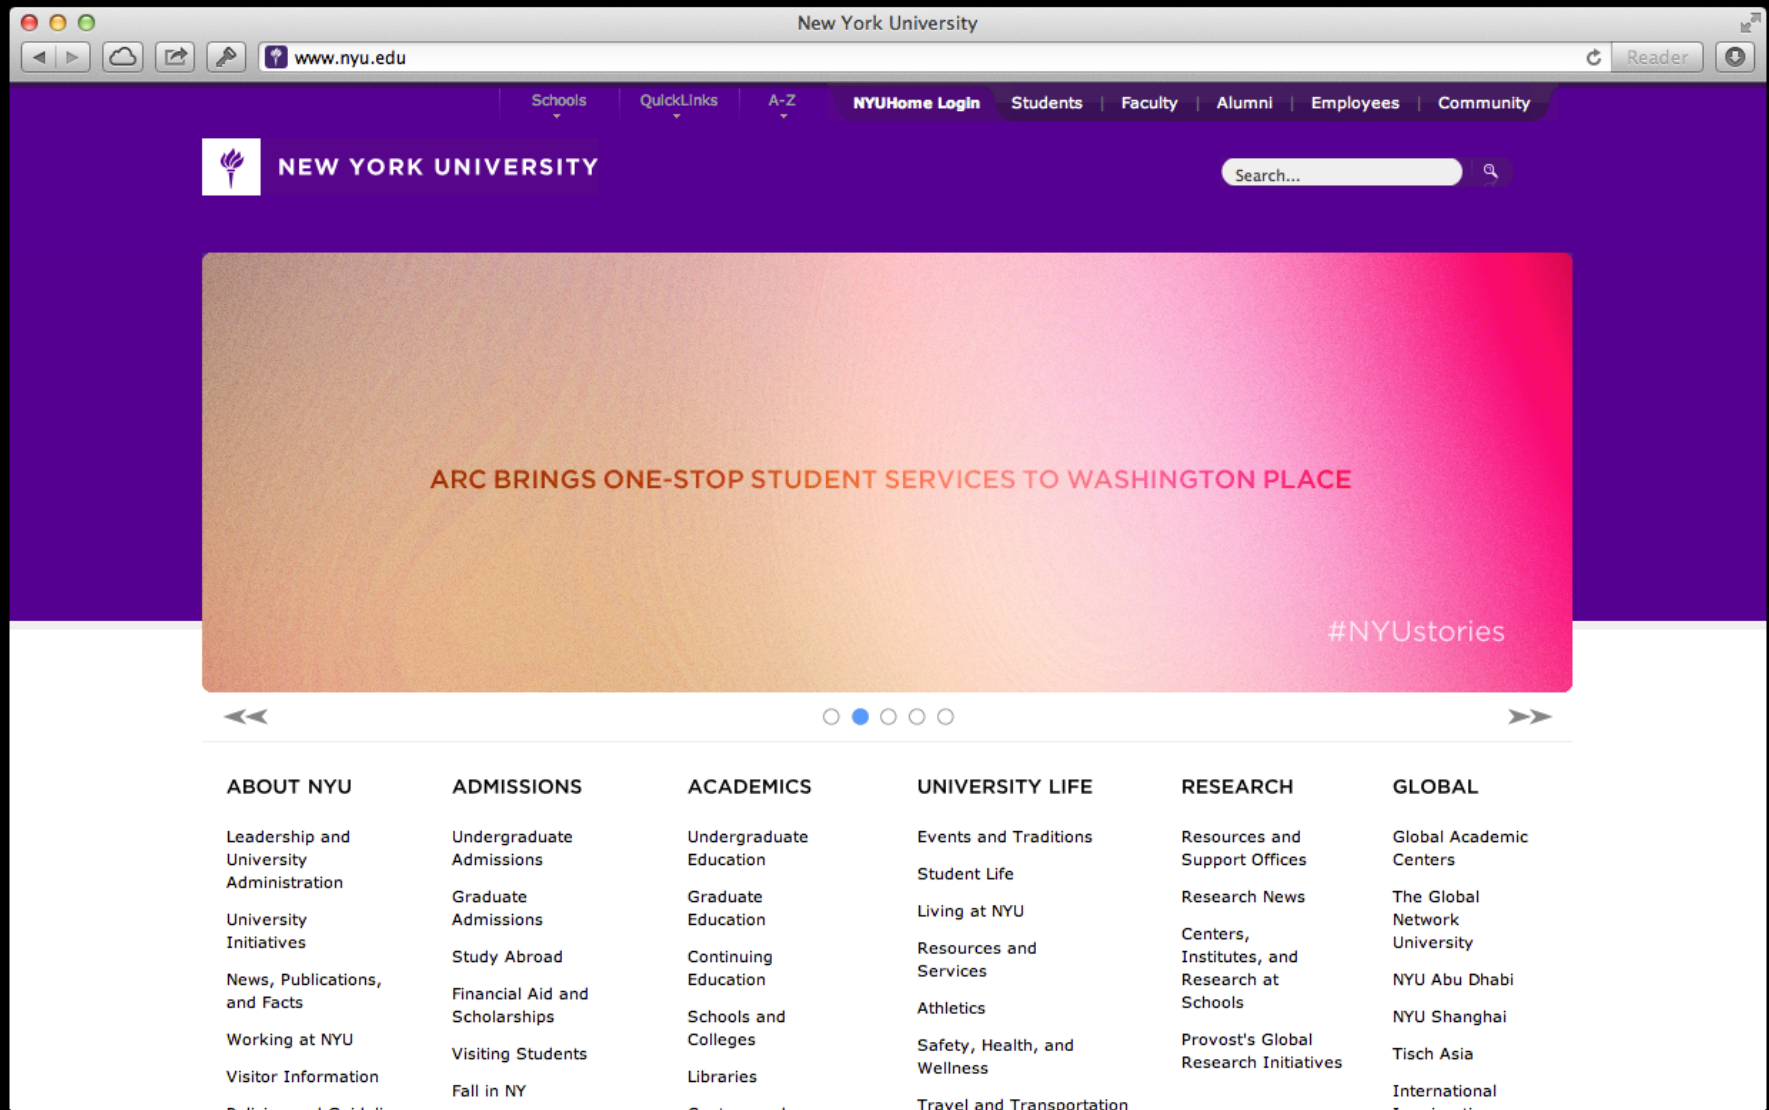 New York University
www.nyu.edu
Reader
Schools
QuickLinks
A-Z
NYUHome Login
Students
Faculty
Alumni
Employees
Community
NEW YORK UNIVERSITY
Search...
ARC BRINGS ONE-STOP STUDENT SERVICES TO WASHINGTON PLACE
#NYUstories
ABOUT NYU
Leadership and
University
Administration
University
Initiatives
News, Publications,
and Facts
Working at NYU
Visitor Information
ADMISSIONS
Undergraduate
Admissions
Graduate
Admissions
Study Abroad
Financial Aid and
Scholarships
Visiting Students
Fall in NY
ACADEMICS
Undergraduate
Education
Graduate
Education
Continuing
Education
Schools and
Colleges
Libraries
UNIVERSITY LIFE
Events and Traditions
Student Life
Living at NYU
Resources and
Services
Athletics
Safety, Health, and
Wellness
Travel and Transportation
RESEARCH
Resources and
Support Offices
Research News
Centers,
Institutes, and
Research at
Schools
Provost's Global
Research Initiatives
GLOBAL
Global Academic
Centers
The Global
Network
University
NYU Abu Dhabi
NYU Shanghai
Tisch Asia
International